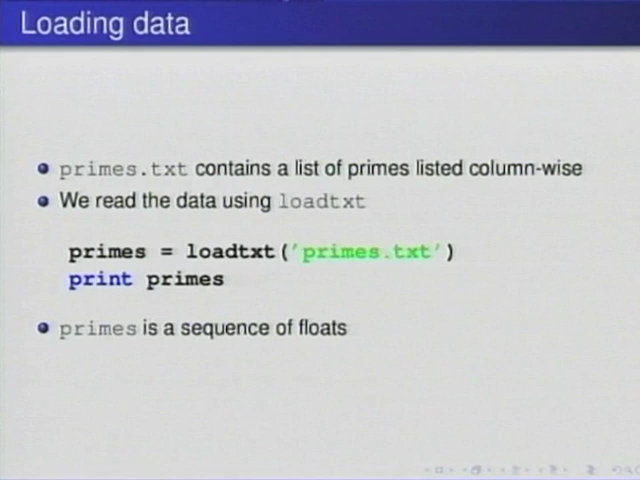 Loading data
primes.txt contains a list of primes listed column-wise
We read the data using loadtxt
primes = loadtxt('primes.txt')
print primes
primes is a sequence of floats